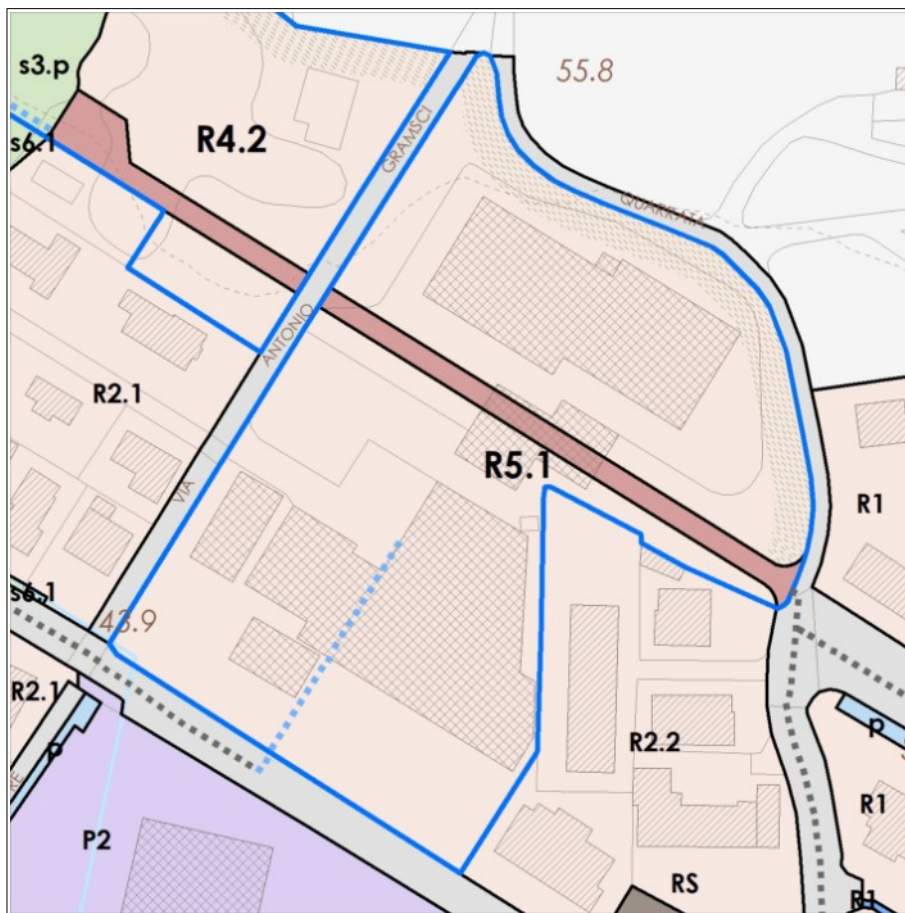 s3.p
55.8
R4.2
GRAMSCI
s6.1
QUARRATA
ANTONIO
R2.1
R5.1
VIA
R1
s6.1
43.9
R2.1
p
R2.2
p
R1
P2
RS
R1